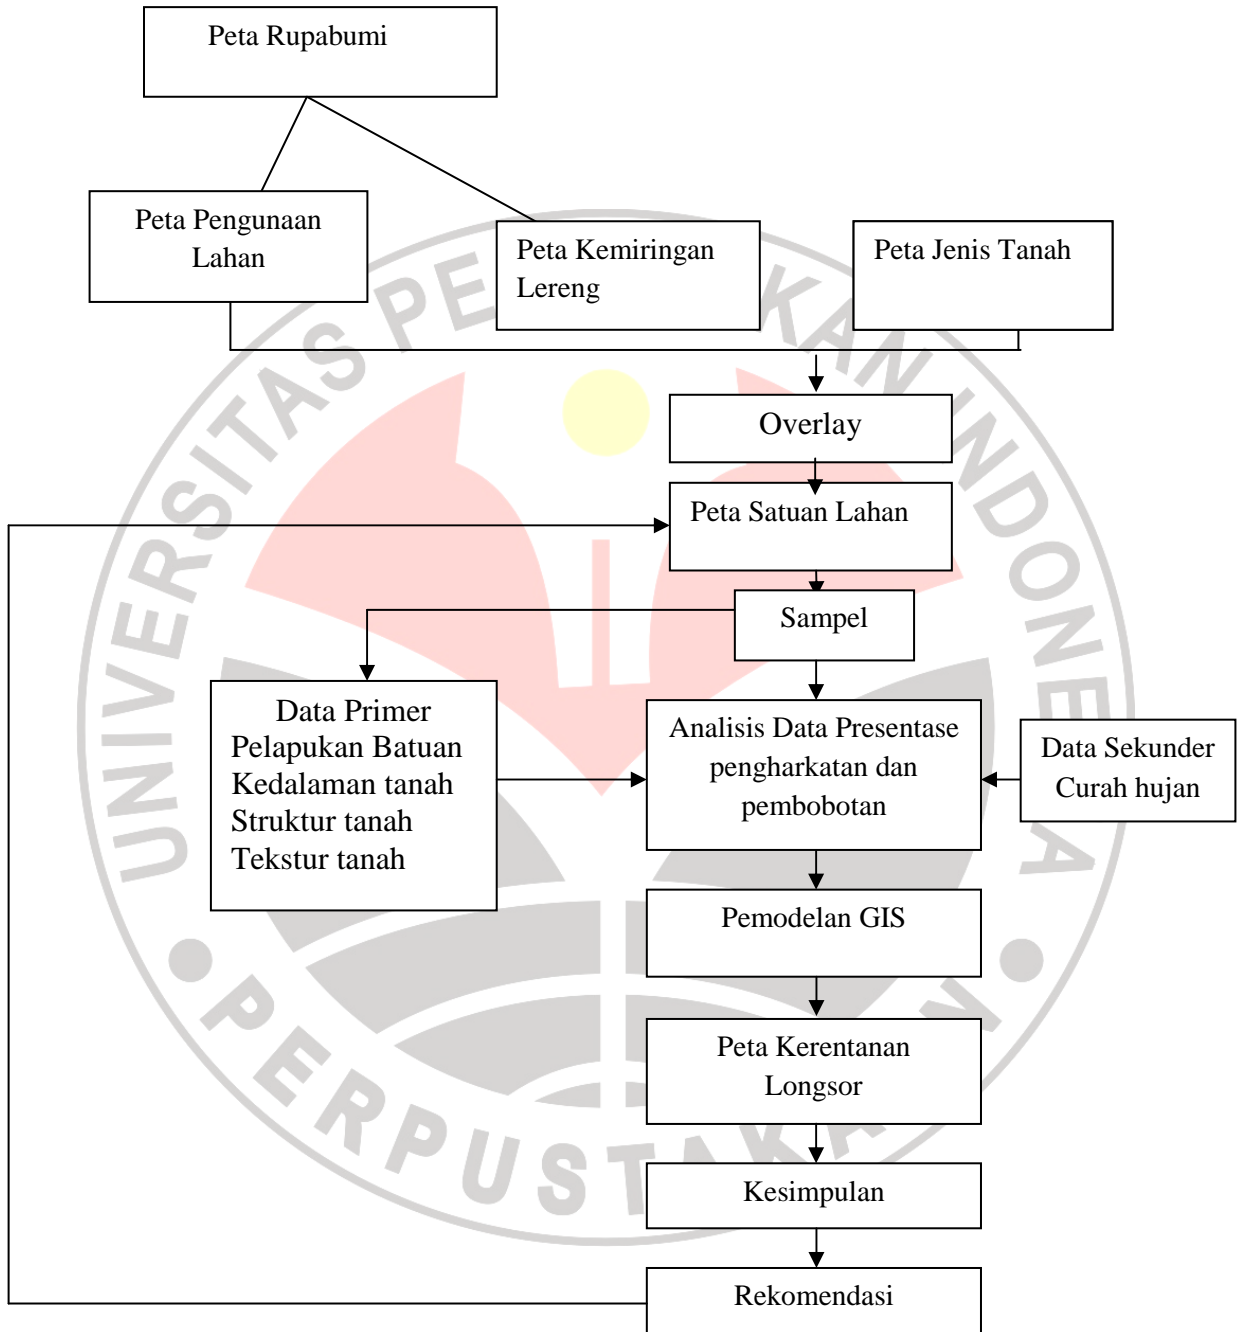 Peta Rupabumi
Peta Pengunaan
Lahan
Peta Kemiringan
Lereng
Peta Jenis Tanah
Overlay
Peta Satuan Lahan
Sampel
Data Primer
Pelapukan Batuan
Kedalaman tanah
Struktur tanah
Tekstur tanah
Analisis Data Presentase
pengharkatan dan
pembobotan
Data Sekunder
Curah hujan
Pemodelan GIS
Peta Kerentanan
Longsor
Kesimpulan
Rekomendasi
UNIVERSITAS PE KAN INDONESIA
PERPUSTAKAAN